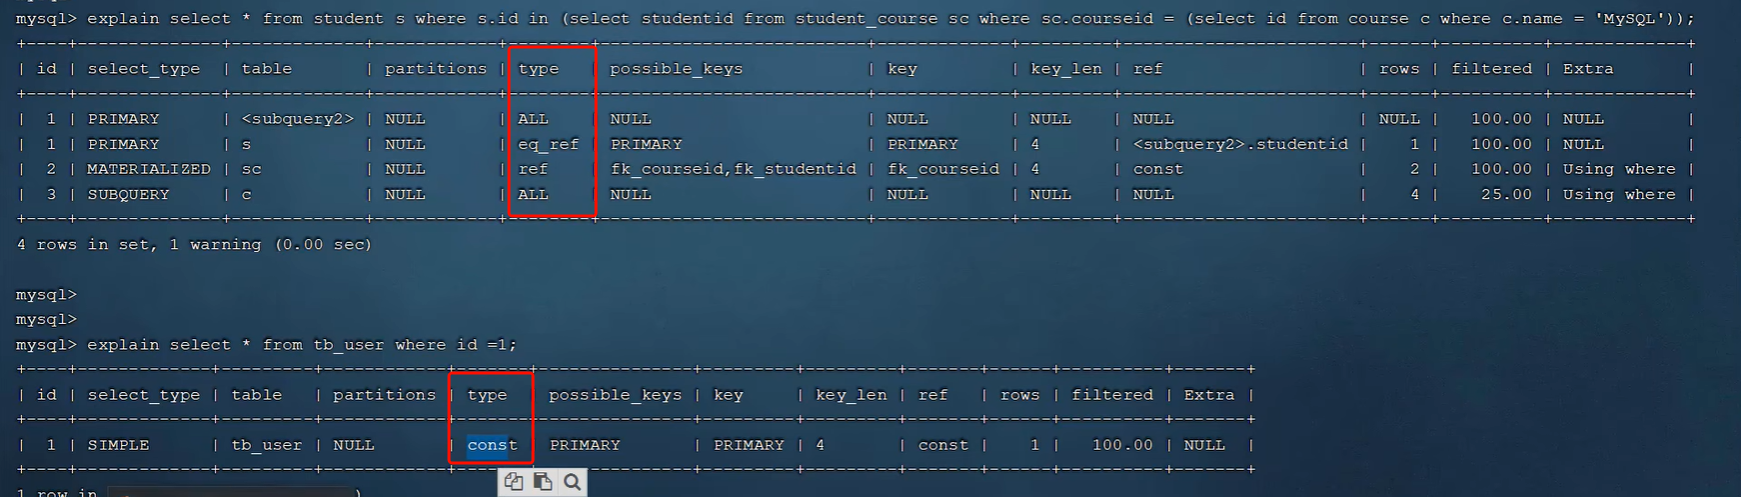 mysql> explain select * from student s where s.id in (select studentid from student_course sc where sc.courseid = (select id from course c where c.name = 'MySQL'));
+----+--------------+-------------+------------+--------+--------------------------+------------+---------+-----------------------+------+----------+-------------+
| id | select_type | table | partitions | type | possible_keys | key | key_len | ref | rows | filtered | Extra |
+----+--------------+-------------+------------+--------+--------------------------+------------+---------+-----------------------+------+----------+-------------+
| 1 | PRIMARY | <subquery2> | NULL | ALL | NULL | NULL | NULL | NULL | NULL | 100.00 | NULL |
| 1 | PRIMARY | s | NULL | eq_ref | PRIMARY | PRIMARY | 4 | <subquery2>.studentid | 1 | 100.00 | NULL |
| 2 | MATERIALIZED | sc | NULL | ref | fk_courseid,fk_studentid | fk_courseid | 4 | const | 2 | 100.00 | Using where |
| 3 | SUBQUERY | c | NULL | ALL | NULL | NULL | NULL | NULL | 4 | 25.00 | Using where |
+----+--------------+-------------+------------+--------+--------------------------+------------+---------+-----------------------+------+----------+-------------+
4 rows in set, 1 warning (0.00 sec)
mysql>
mysql>
mysql> explain select * from tb_user where id =1;
+----+-------------+---------+------------+-------+---------------+---------+---------+-------+------+----------+-------+
| id | select_type | table | partitions | type | possible_keys | key | key_len | ref | rows | filtered | Extra |
+----+-------------+---------+------------+-------+---------------+---------+---------+-------+------+----------+-------+
| 1 | SIMPLE | tb_user | NULL | const | PRIMARY | PRIMARY | 4 | const | 1 | 100.00 | NULL |
+----+-------------+---------+------------+-------+---------------+---------+---------+-------+------+----------+-------+
1 row in